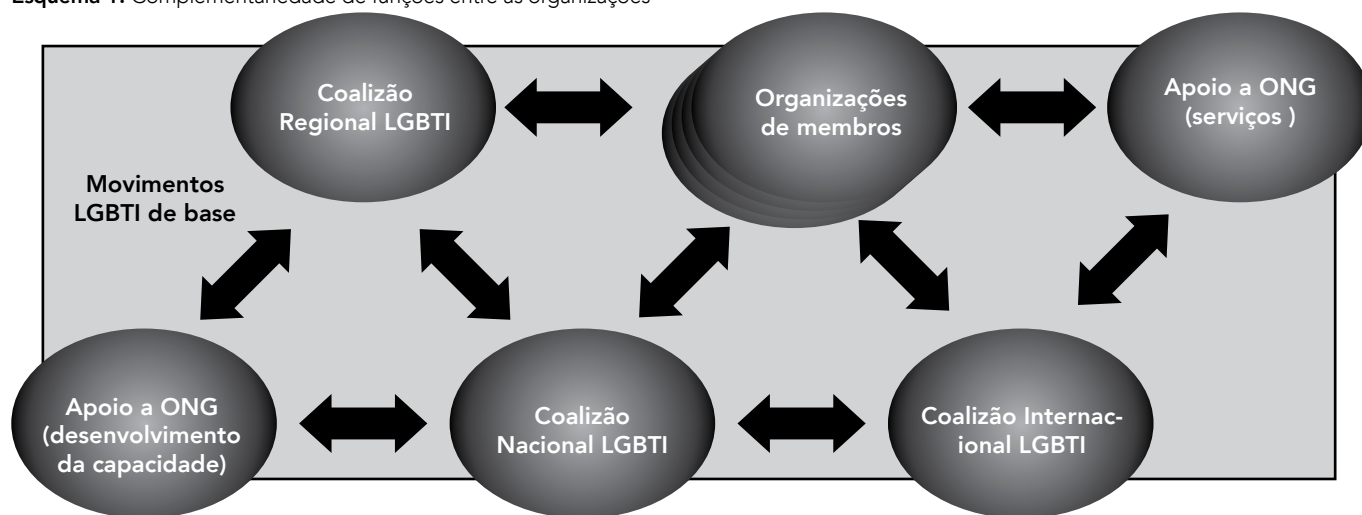 Esquema 1. Complementariedade de funções entre as organizações
Coalizão
Regional LGBTI
Organizações
de membros
Apoio a ONG
(serviços )
Movimentos
LGBTI de base
Apoio a ONG
(desenvolvimento
da capacidade)
Coalizão
Nacional LGBTI
Coalizão Internac-
ional LGBTI